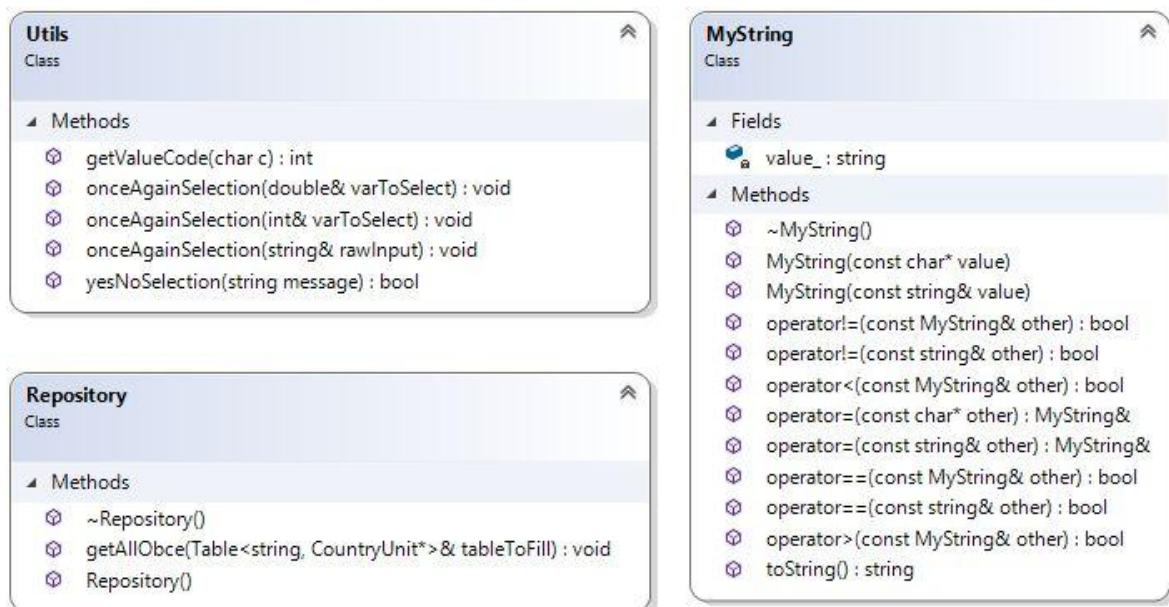 Utils
Class
Methods
getValueCode(char c) : int
onceAgainSelection(double& varToSelect) : void
onceAgainSelection(int& varToSelect) : void
onceAgainSelection(string& rawInput) : void
yesNoSelection(string message) : bool
Repository
Class
Methods
~Repository()
getAllObce(Table<string, CountryUnit*>& tableToFill) : void
Repository()
MyString
Class
Fields
value_ : string
Methods
~MyString()
MyString(const char* value)
MyString(const string& value)
operator!=(const MyString& other) : bool
operator!=(const string& other) : bool
operator<(const MyString& other) : bool
operator=(const char* other) : MyString&
operator=(const string& other) : MyString&
operator==(const MyString& other) : bool
operator==(const string& other) : bool
operator>(const MyString& other) : bool
toString() : string